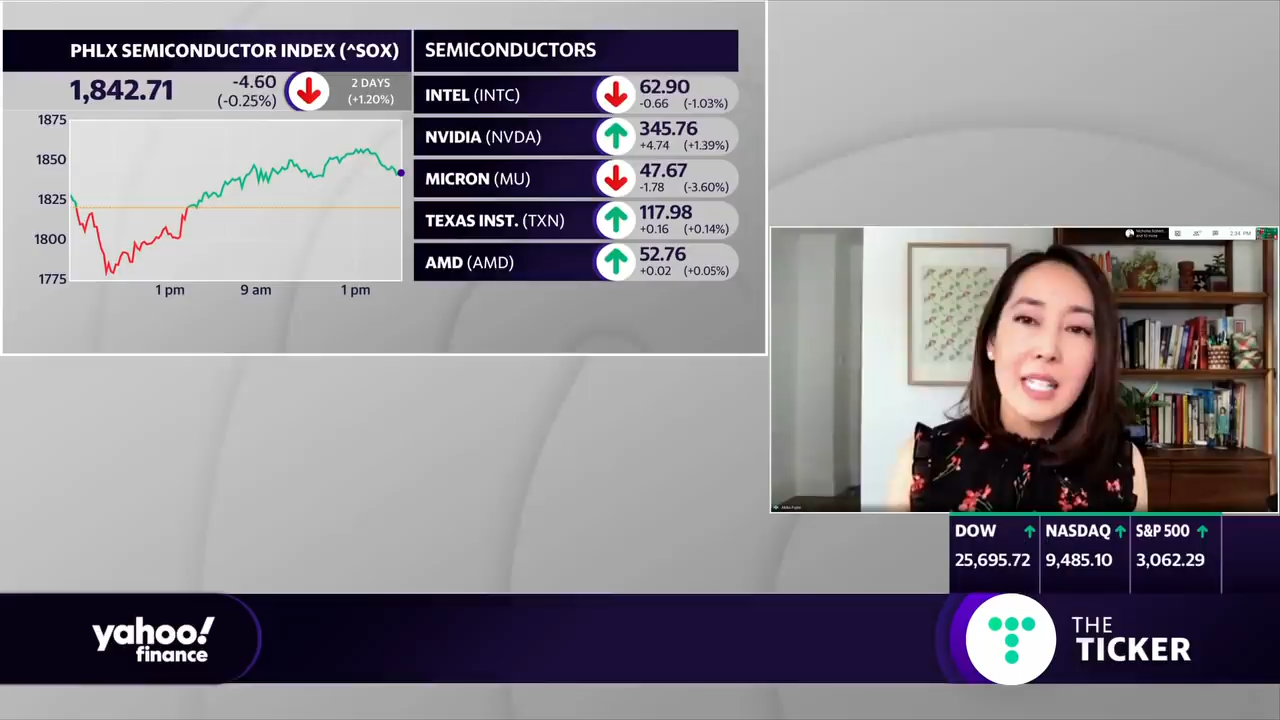 PHLX SEMICONDUCTOR INDEX (^SOX)
1,842.71
-4.60
(-0.25%)
2 DAYS
(+1.20%)
1875
1850
1825
1800
1775
1 pm 9 am 1 pm
SEMICONDUCTORS
INTEL (INTC)
62.90
-0.66 (-1.03%)
NVIDIA (NVDA)
345.76
+4.74 (+1.39%)
MICRON (MU)
47.67
-1.78 (-3.60%)
TEXAS INST. (TXN)
117.98
+0.16 (+0.14%)
AMD (AMD)
52.76
+0.02 (+0.05%)
2:34 PM
DOW
25,695.72
NASDAQ
9,485.10
S&P 500
3,062.29
yahoo!
finance
THE
TICKER